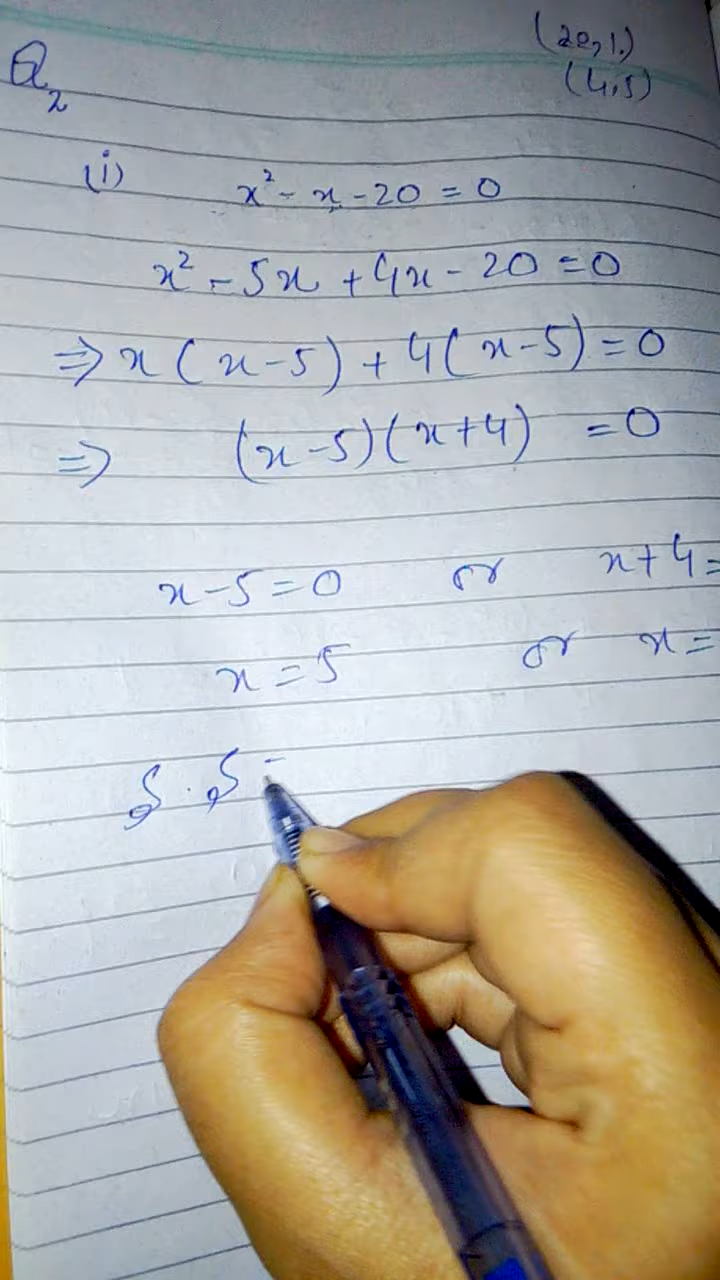 (20, 1.)
(4, 5)
Q2
(i) x² - x - 20 = 0
x² - 5x + 4x - 20 = 0
⇒ x(x-5) + 4(x-5) = 0
⇒ (x-5)(x+4) = 0
x-5=0 or x+4=
x=5 or x=
S.S =